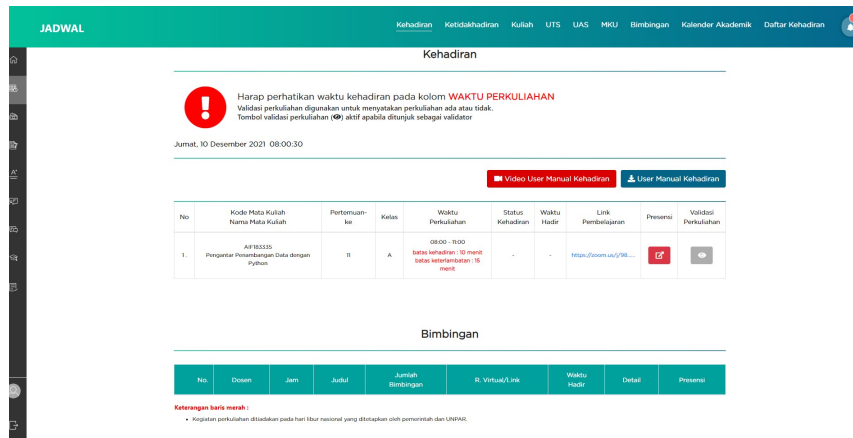 JADWAL
Kehadiran Ketidakhadiran Kuliah UTS UAS MKU Bimbingan Kalender Akademik Daftar Kehadiran
Kehadiran
Harap perhatikan waktu kehadiran pada kolom WAKTU PERKULIAHAN
Validasi perkuliahan digunakan untuk menyatakan perkuliahan ada atau tidak.
Tombol validasi perkuliahan () aktif apabila ditunjuk sebagai validator
Jumat, 10 Desember 2021 08:00:30
Video User Manual Kehadiran User Manual Kehadiran
No
Kode Mata Kuliah
Nama Mata Kuliah
Pertemuan-
ke
Kelas
Waktu
Perkuliahan
Status
Kehadiran
Waktu
Hadir
Link
Pembelajaran
Presensi
Validasi
Perkuliahan
1.
AIF183335
Pengantar Penambangan Data dengan
Python
11
A
08:00 - 11:00
batas kehadiran : 10 menit
batas keterlambatan : 15
menit
-
-
https://zoom.us/j/98.....
Bimbingan
No.
Dosen
Jam
Judul
Jumlah
Bimbingan
R. Virtual/Link
Waktu
Hadir
Detail
Presensi
Keterangan baris merah :
• Kegiatan perkuliahan ditiadakan pada hari libur nasional yang ditetapkan oleh pemerintah dan UNPAR.